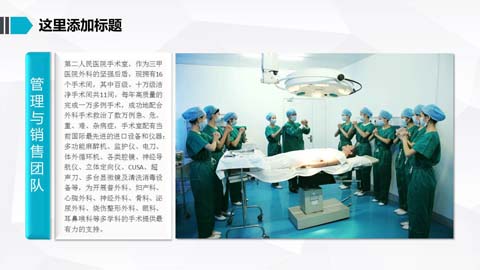 这里添加标题
管理与销售团队
第二人民医院手术室，作为三甲
医院外科的坚强后盾，现拥有16
个手术间，其中百级、十万级洁
净手术间共11间，每年高质量的
完成一万多例手术，成功地配合
外科手术救治了数万例急、危、
重、难、杂病症，手术室配有当
前国际最先进的进口设备和仪器：
多功能麻醉机、监护仪、电刀、
体外循环机、各类腔镜、神经导
航仪、立体定向仪、CUSA、超
声刀、多台显微镜及清洗消毒设
备等，为开展普外科、妇产科、
心胸外科、神经外科、骨科、泌
尿外科、烧伤整形外科、眼科、
耳鼻喉科等多学科的手术提供最
有力的支持。